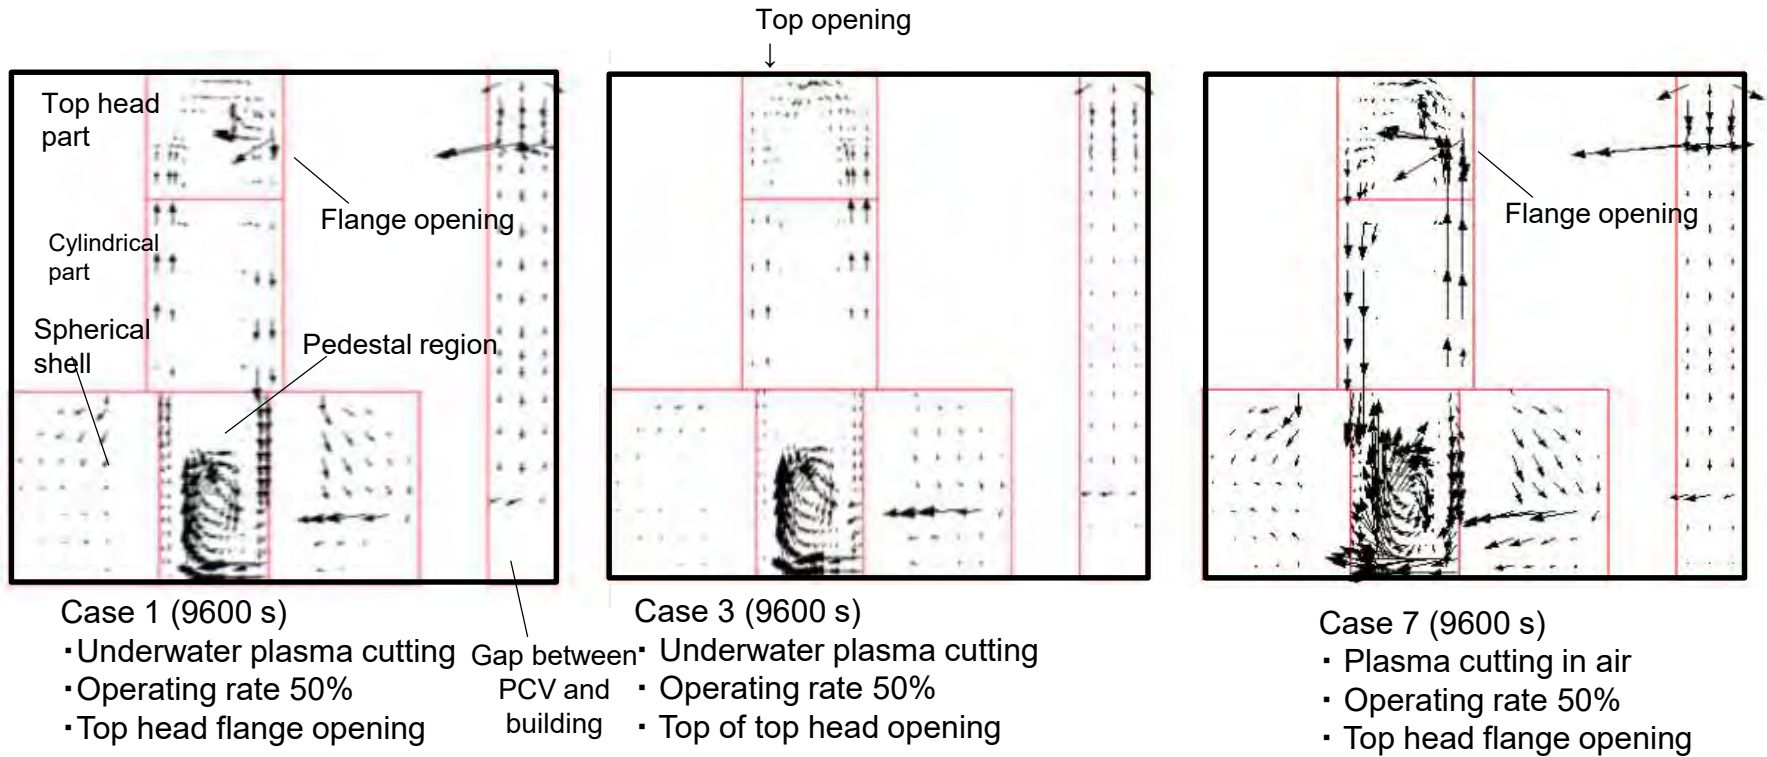 Top opening
↓
Top head
part
Flange opening
Cylindrical
part
Spherical
shell
Pedestal region
Flange opening
Case 1 (9600 s)
・Underwater plasma cutting
・Operating rate 50%
・Top head flange opening
Gap between
PCV and
building
Case 3 (9600 s)
・ Underwater plasma cutting
・ Operating rate 50%
・ Top of top head opening
Case 7 (9600 s)
・ Plasma cutting in air
・ Operating rate 50%
・ Top head flange opening